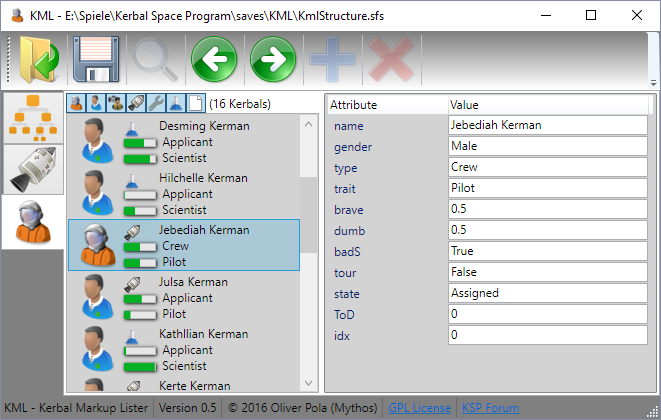 KML - E:\Spiele\Kerbal Space Program\saves\KML\KmlStructure.sfs
(16 Kerbals)
Desming Kerman
Applicant
Scientist
Hilchelle Kerman
Applicant
Scientist
Jebediah Kerman
Crew
Pilot
Julsa Kerman
Applicant
Pilot
Kathllian Kerman
Applicant
Scientist
Kerte Kerman
Attribute Value
name Jebediah Kerman
gender Male
type Crew
trait Pilot
brave 0.5
dumb 0.5
badS True
tour False
state Assigned
ToD 0
idx 0
KML - Kerbal Markup Lister Version 0.5 © 2016 Oliver Pola (Mythos) GPL License KSP Forum